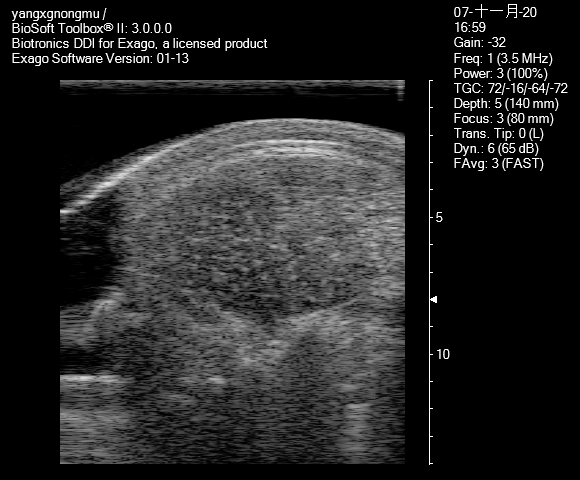 yangxgnongmu /
BioSoft Toolbox® II: 3.0.0.0
Biotronics DDI for Exago, a licensed product
Exago Software Version: 01-13
07-十一月-20
16:59
Gain: -32
Freq: 1 (3.5 MHz)
Power: 3 (100%)
TGC: 72/-16/-64/-72
Depth: 5 (140 mm)
Focus: 3 (80 mm)
Trans. Tip: 0 (L)
Dyn.: 6 (65 dB)
FAvg: 3 (FAST)
5
10